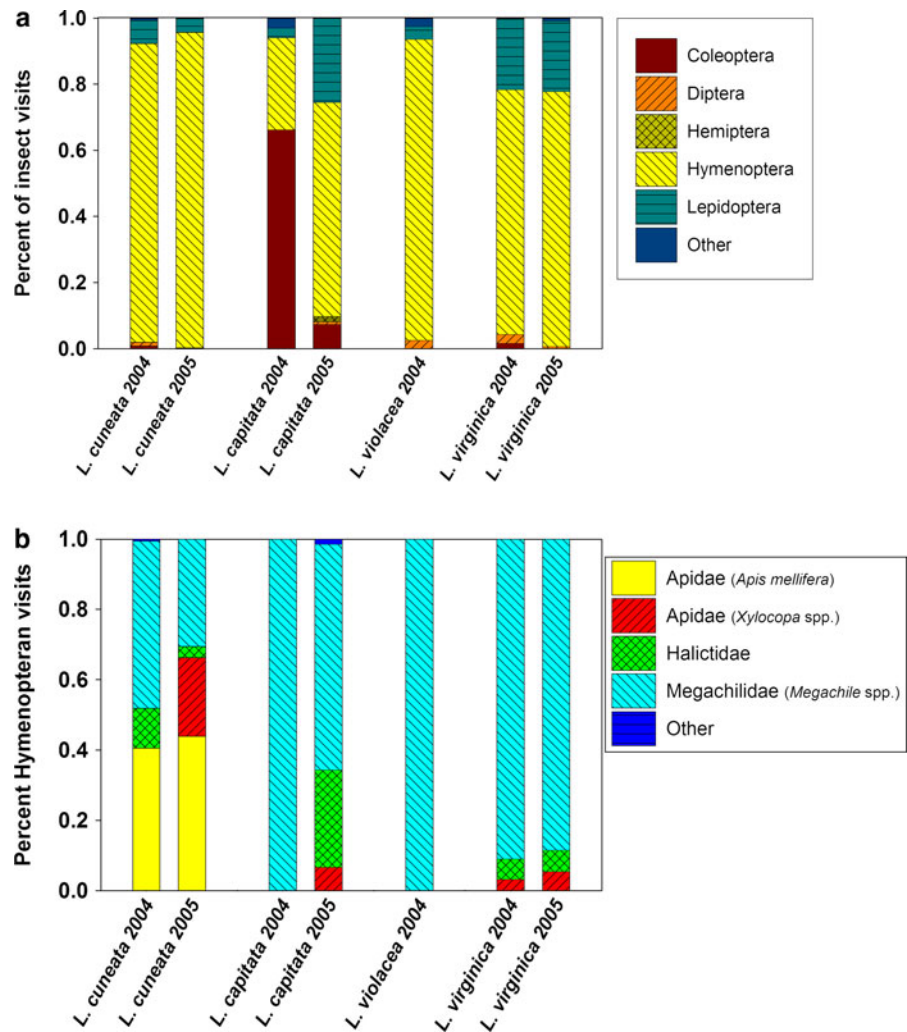 a
Percent of insect visits
1.0
0.8
0.6
0.4
0.2
0.0
L. cuneata 2004
L. cuneata 2005
L. capitata 2004
L. capitata 2005
L. violacea 2004
L. virginica 2004
L. virginica 2005
Coleoptera
Diptera
Hemiptera
Hymenoptera
Lepidoptera
Other
b
Percent Hymenopteran visits
1.0
0.8
0.6
0.4
0.2
0.0
L. cuneata 2004
L. cuneata 2005
L. capitata 2004
L. capitata 2005
L. violacea 2004
L. virginica 2004
L. virginica 2005
Apidae (Apis mellifera)
Apidae (Xylocopa spp.)
Halictidae
Megachilidae (Megachile spp.)
Other